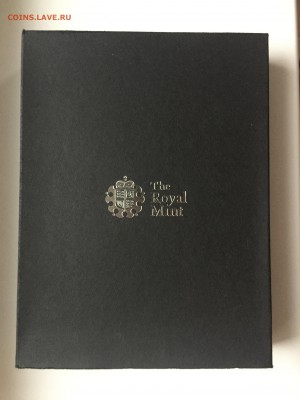 COINS.LAVE.RU
The
Royal
Mint